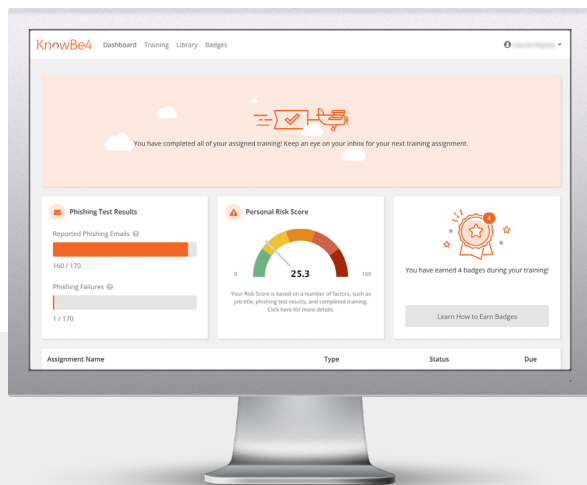 KnowBe4 Dashboard Training Library Badges
You have completed all of your assigned training! Keep an eye on your inbox for your next training assignment.
Phishing Test Results
Reported Phishing Emails
160 / 170
Phishing Failures
1 / 170
Personal Risk Score
0 25.3 100
Your Risk Score is based on a number of factors, such as
job title, phishing test results, and completed training.
Click here for more details.
4
You have earned 4 badges during your training!
Learn How to Earn Badges
Assignment Name Type Status Due